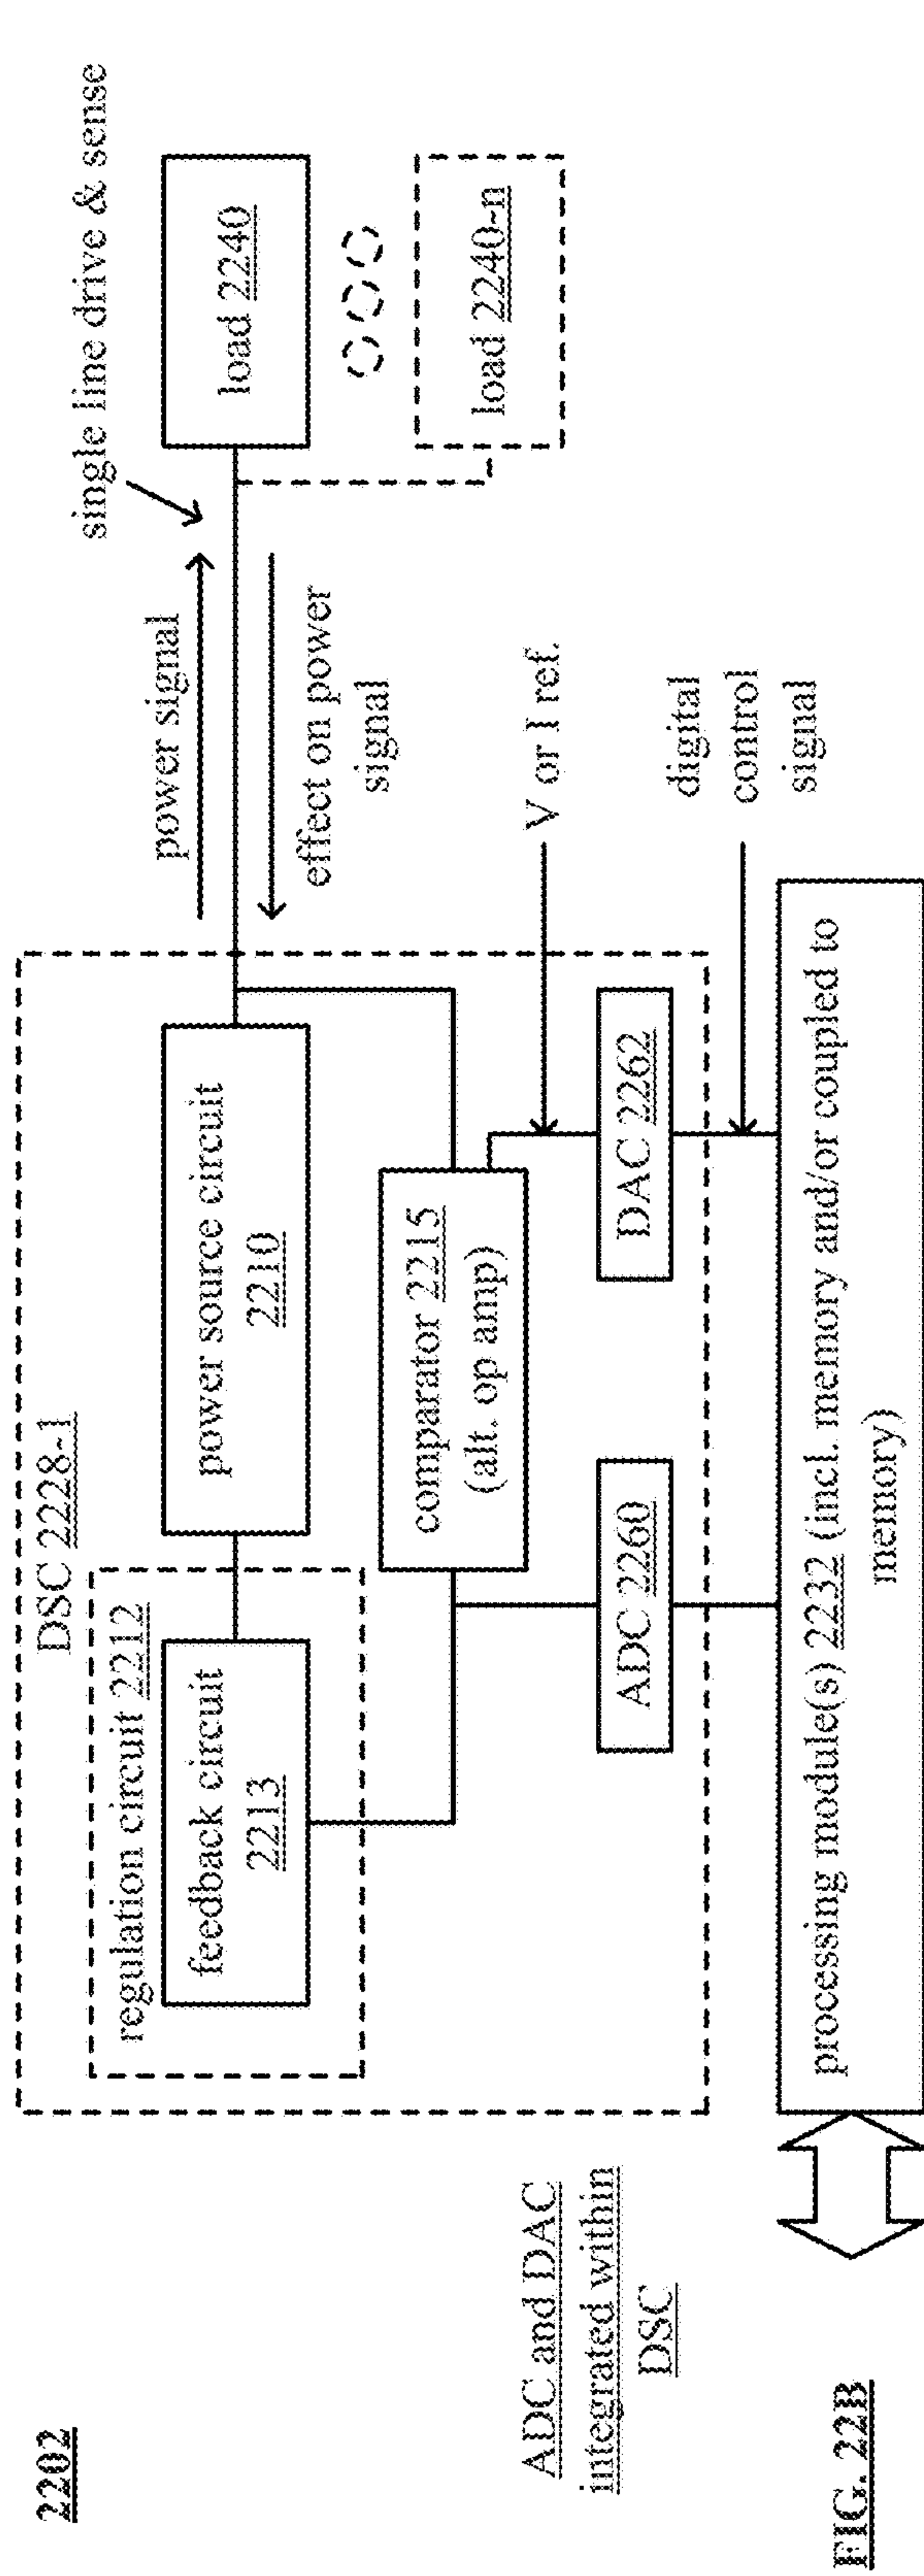 2202
DSC 2228-1
regulation circuit 2212
feedback circuit
2213
power source circuit
2210
power signal
single line drive & sense
load 2240
effect on power
signal
load 2240-n
comparator 2215
(alt. op amp)
V or I ref.
ADC and DAC
integrated within
DSC
ADC 2260
DAC 2262
digital
control
signal
processing module(s) 2232 (incl. memory and/or coupled to
memory)
FIG. 22B